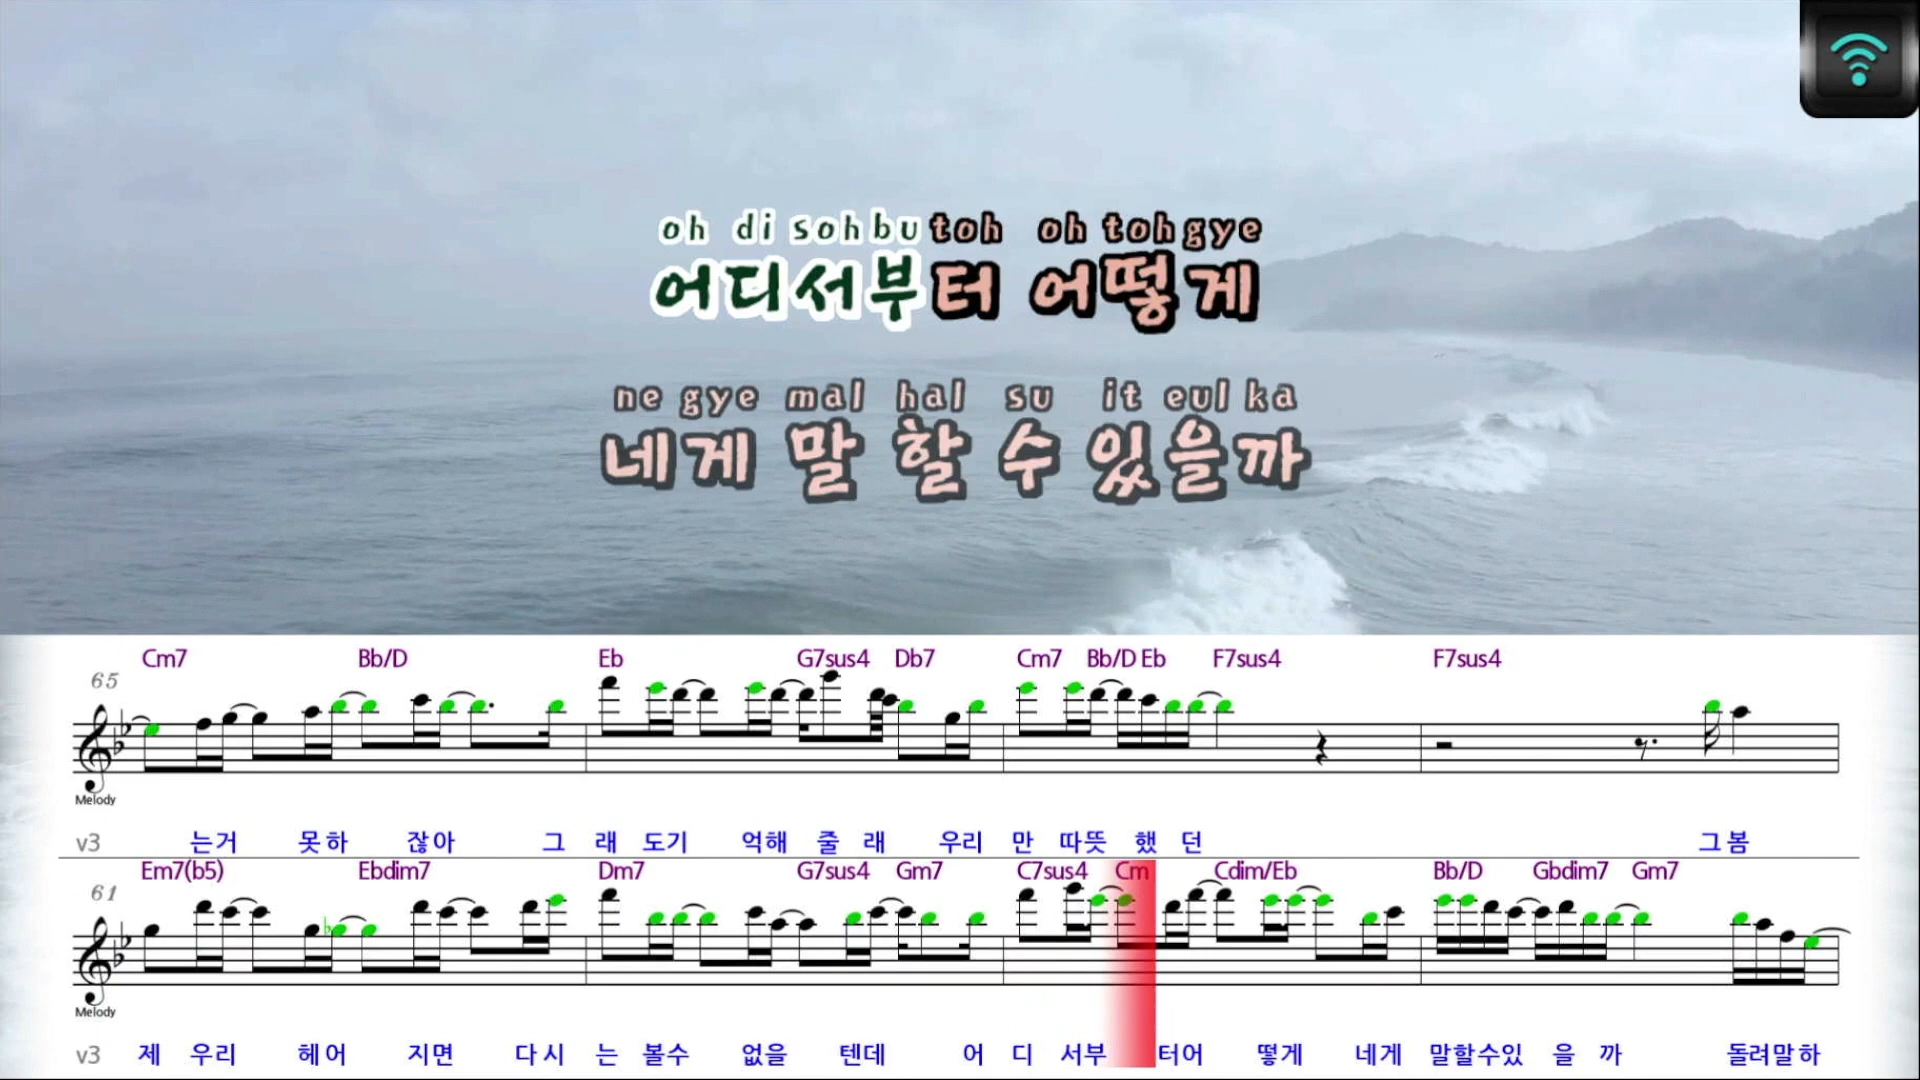 oh di sohbu toh oh toh gye
어디서부터 어떻게
ne gye mal hal su it eul ka
네게 말 할 수 있을까
Cm7 Bb/D Eb G7sus4 Db7 Cm7 Bb/D Eb F7sus4 F7sus4
65
Melody
v3 는거 못하 잖아 그 래 도기 억해 줄 래 우리 만 따뜻 했 던 그봄
Em7(b5) Ebdim7 Dm7 G7sus4 Gm7 C7sus4 Cm Cdim/Eb Bb/D Gbdim7 Gm7
61
Melody
v3 제 우리 헤어 지면 다시 는 볼수 없을 텐데 어 디 서부 터어 떻게 네게 말할수있 을 까 돌려말하